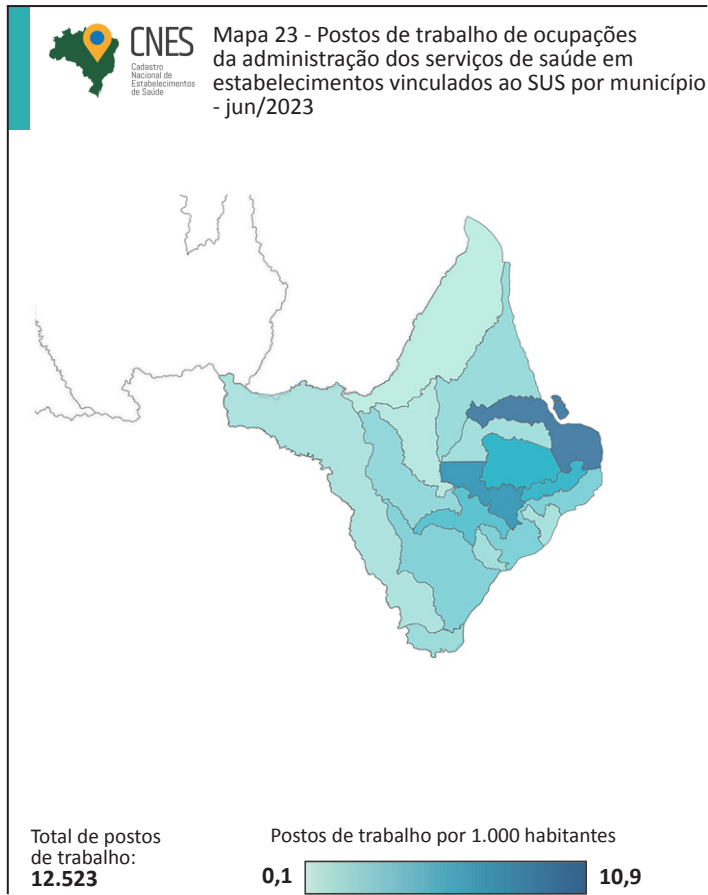 CNES
Cadastro
Nacional de
Estabelecimentos
de Saúde
Mapa 23 - Postos de trabalho de ocupações
da administração dos serviços de saúde em
estabelecimentos vinculados ao SUS por município
- jun/2023
Total de postos
de trabalho:
12.523
Postos de trabalho por 1.000 habitantes
0,1
10,9